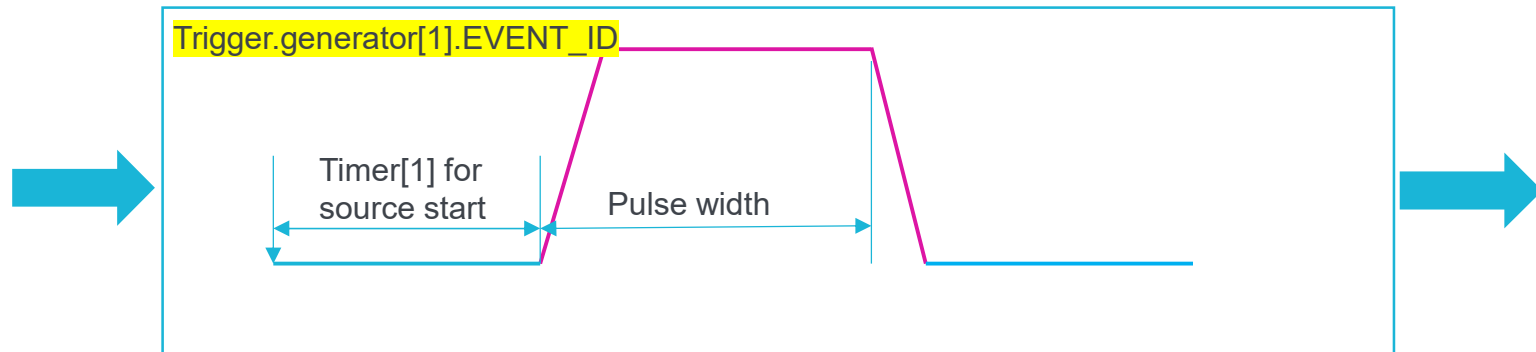 Trigger.generator[1].EVENT_ID
Timer[1] for
source start
Pulse width